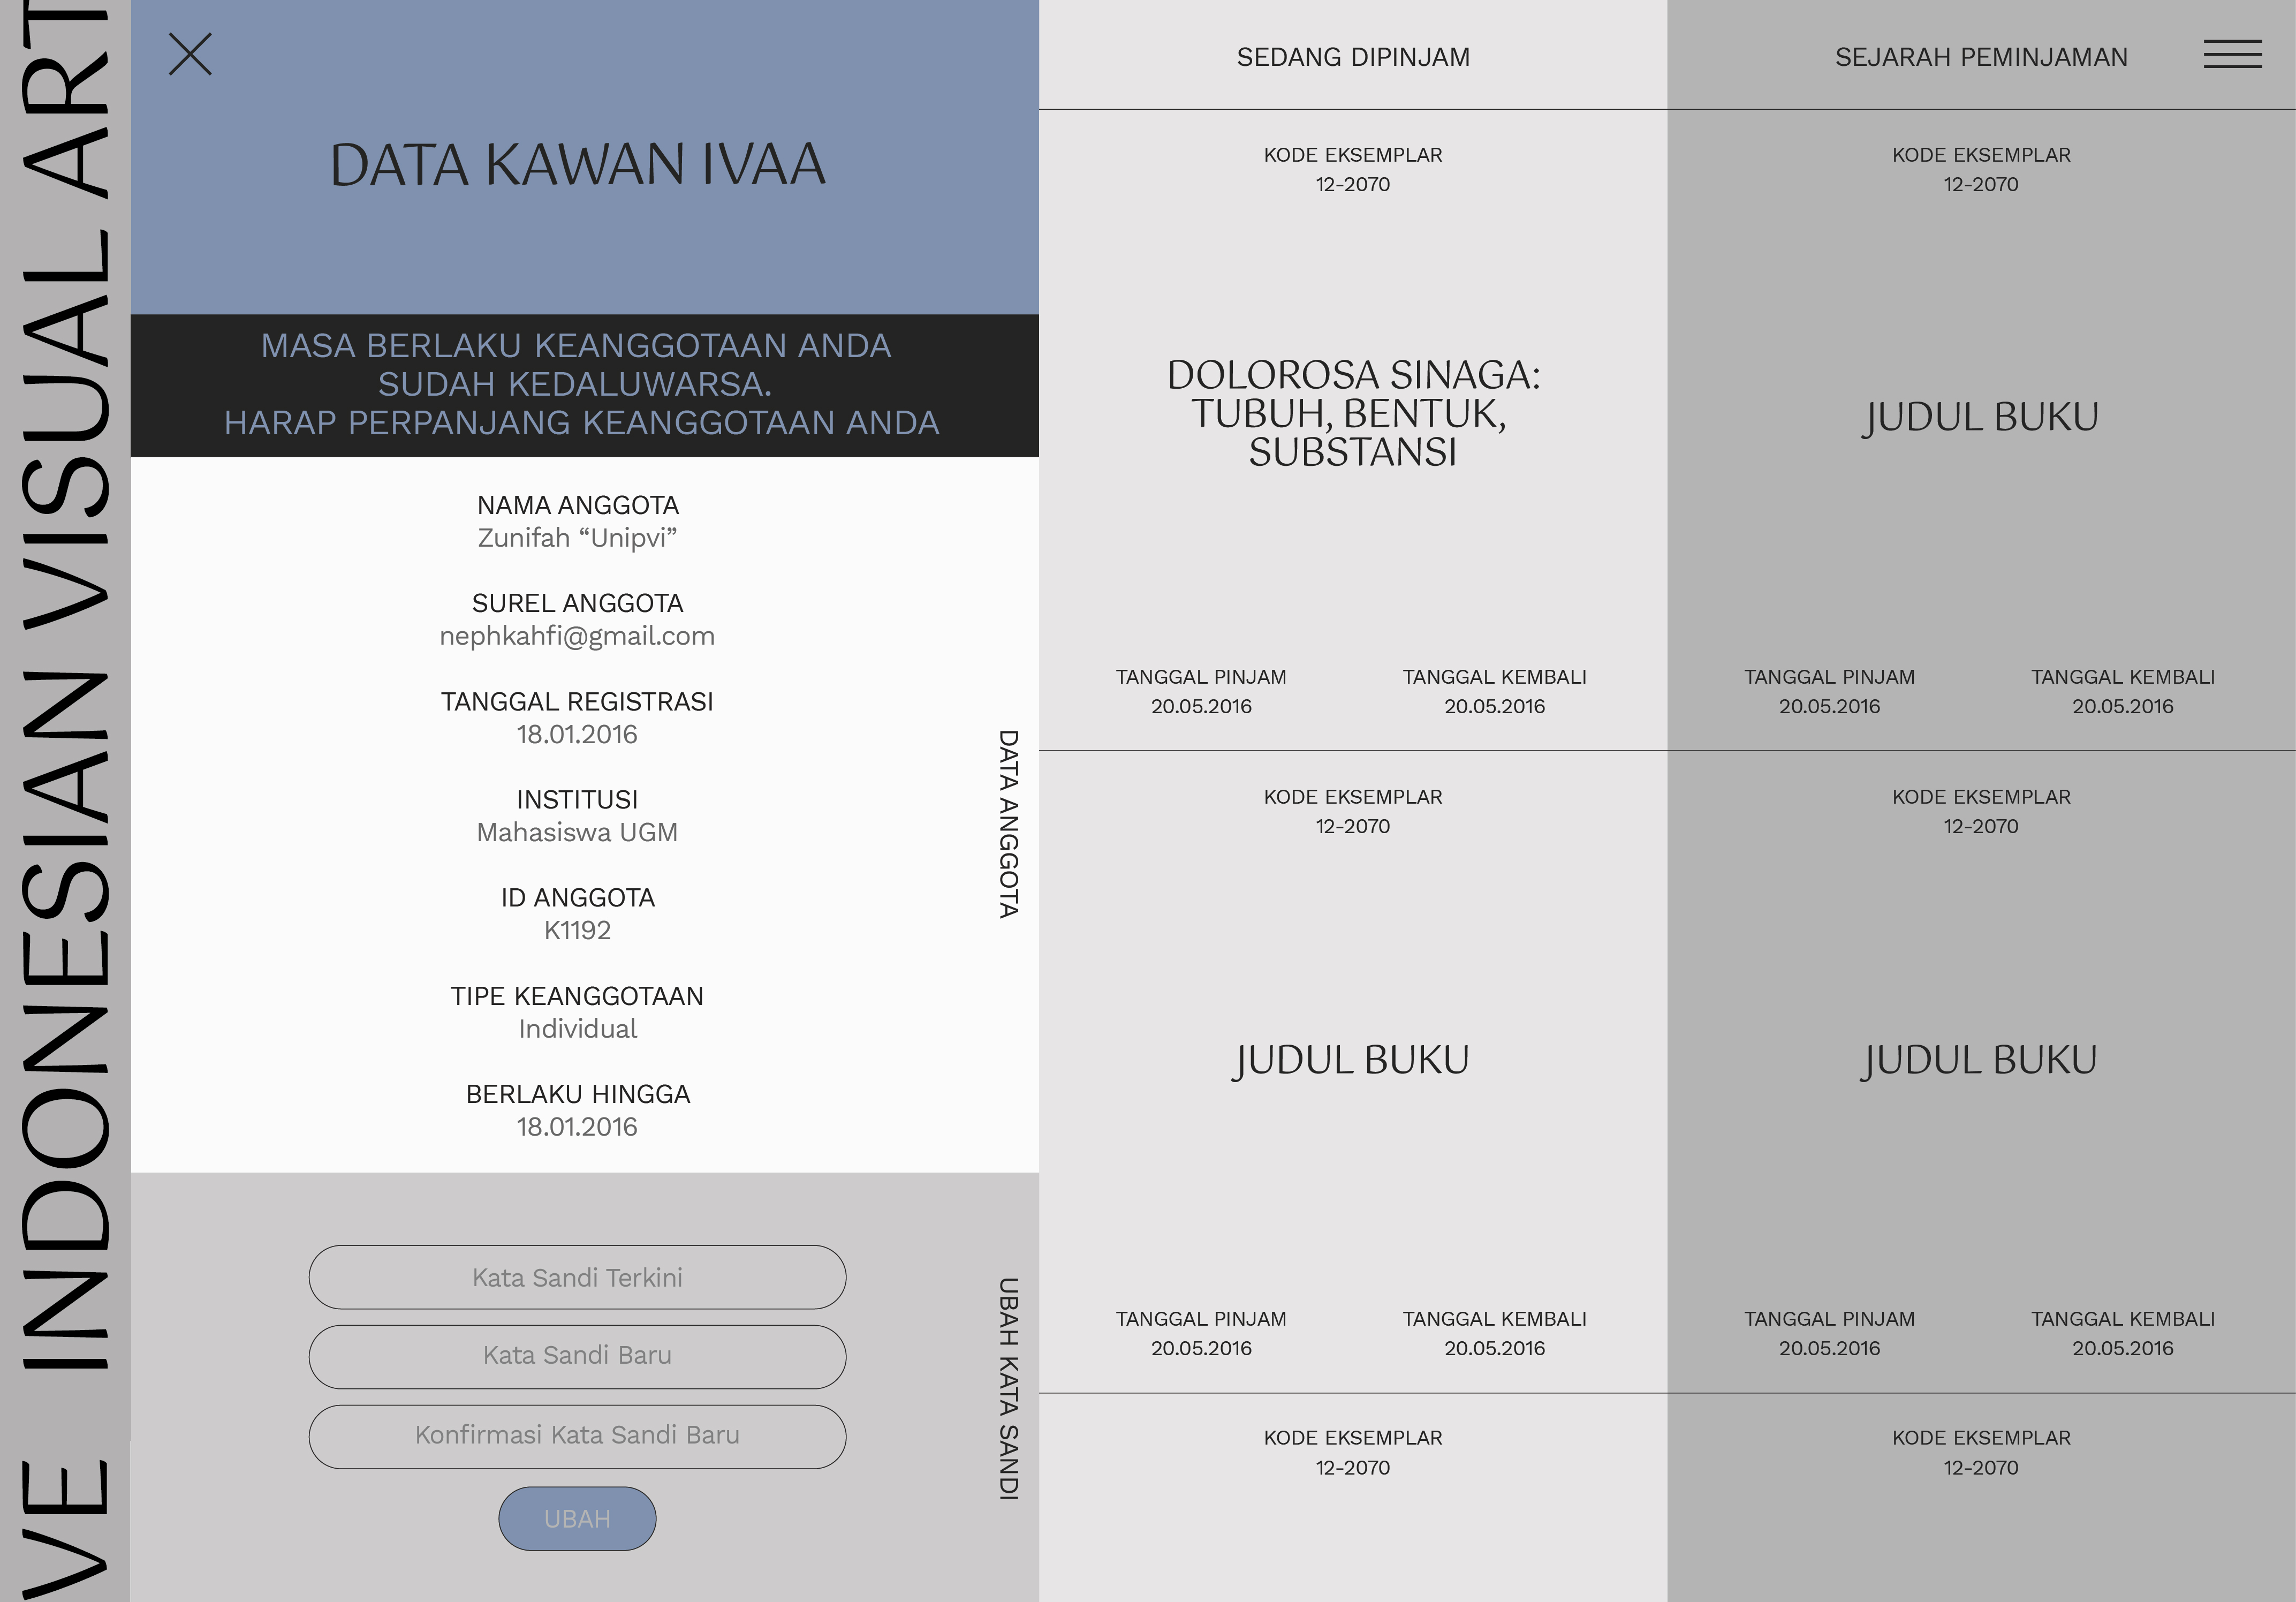 VE INDONESIAN VISUAL ART
DATA KAWAN IVAA
MASA BERLAKU KEANGGOTAAN ANDA
SUDAH KEDALUWARSA.
HARAP PERPANJANG KEANGGOTAAN ANDA
NAMA ANGGOTA
Zunifah “Unipvi”
SUREL ANGGOTA
nephkahfi@gmail.com
TANGGAL REGISTRASI
18.01.2016
INSTITUSI
Mahasiswa UGM
ID ANGGOTA
K1192
TIPE KEANGGOTAAN
Individual
BERLAKU HINGGA
18.01.2016
DATA ANGGOTA
Kata Sandi Terkini
Kata Sandi Baru
Konfirmasi Kata Sandi Baru
UBAH
UBAH KATA SANDI
SEDANG DIPINJAM
KODE EKSEMPLAR
12-2070
DOLOROSA SINAGA:
TUBUH, BENTUK,
SUBSTANSI
TANGGAL PINJAM
20.05.2016
TANGGAL KEMBALI
20.05.2016
KODE EKSEMPLAR
12-2070
JUDUL BUKU
TANGGAL PINJAM
20.05.2016
TANGGAL KEMBALI
20.05.2016
KODE EKSEMPLAR
12-2070
SEJARAH PEMINJAMAN
KODE EKSEMPLAR
12-2070
JUDUL BUKU
TANGGAL PINJAM
20.05.2016
TANGGAL KEMBALI
20.05.2016
KODE EKSEMPLAR
12-2070
JUDUL BUKU
TANGGAL PINJAM
20.05.2016
TANGGAL KEMBALI
20.05.2016
KODE EKSEMPLAR
12-2070